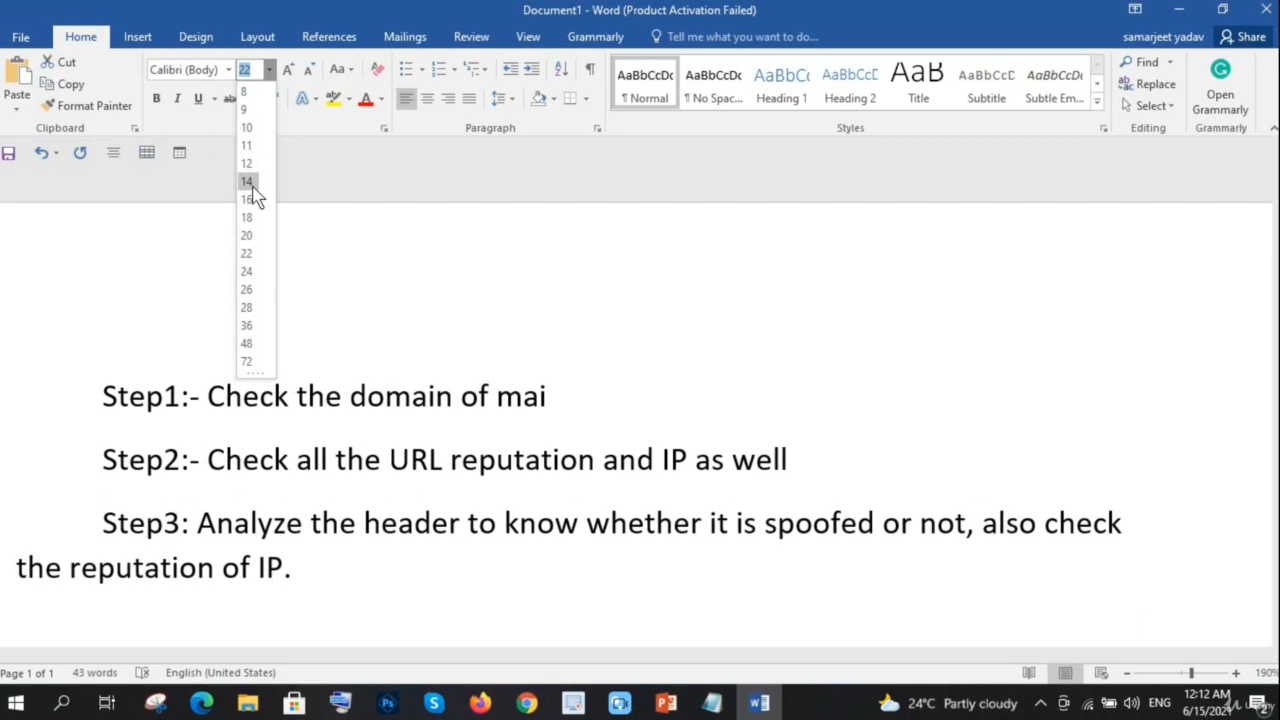 Document1 - Word (Product Activation Failed)
File Home Insert Design Layout References Mailings Review View Grammarly Tell me what you want to do... samarjeet yadav Share
Paste
Cut
Copy
Format Painter
Clipboard
Calibri (Body) 22
Aa
B I U abc
A
Paragraph
AaBbCcDc AaBbCcDc AaBbCc AaBbCcD AaB AaBbCcD AaBbCcDc
¶ Normal ¶ No Spac... Heading 1 Heading 2 Title Subtitle Subtle Em...
Styles
Find
Replace
Select
Editing
Open Grammarly
Grammarly
8
9
10
11
12
14
16
18
20
22
24
26
28
36
48
72
Step1:- Check the domain of mai
Step2:- Check all the URL reputation and IP as well
Step3: Analyze the header to know whether it is spoofed or not, also check
the reputation of IP.
Page 1 of 1 43 words English (United States) 190%
24°C Partly cloudy ENG 12:12 AM
6/15/2021